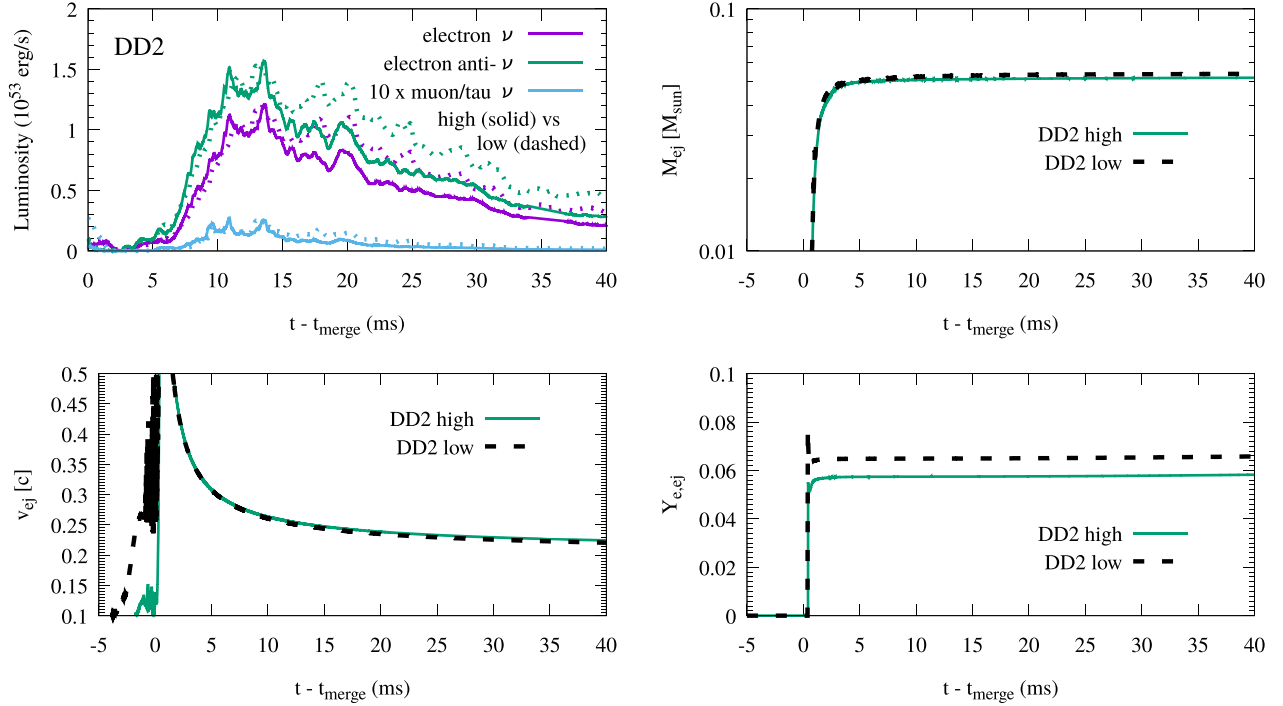 DD2
electron ν
electron anti- ν
10 x muon/tau ν
high (solid) vs
low (dashed)
Luminosity (10^53 erg/s)
2
1.5
1
0.5
0
0 5 10 15 20 25 30 35 40
t - t_merge (ms)
M_ej [M_sun]
0.1
0.01
DD2 high
DD2 low
-5 0 5 10 15 20 25 30 35 40
t - t_merge (ms)
v_ej [c]
0.5
0.45
0.4
0.35
0.3
0.25
0.2
0.15
0.1
DD2 high
DD2 low
-5 0 5 10 15 20 25 30 35 40
t - t_merge (ms)
Y_e,ej
0.1
0.08
0.06
0.04
0.02
0
DD2 high
DD2 low
-5 0 5 10 15 20 25 30 35 40
t - t_merge (ms)